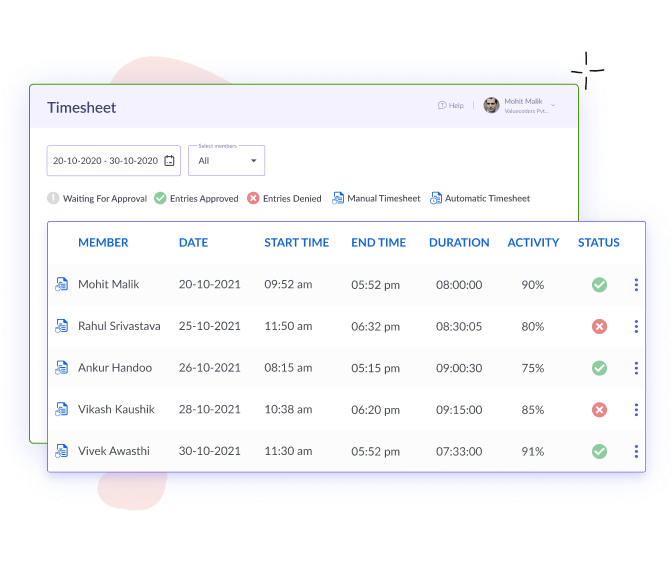 Timesheet
Help
Mohit Malik
Valuecoders Pvt...
20-10-2020 - 30-10-2020
Select members
All
Waiting For Approval Entries Approved Entries Denied Manual Timesheet Automatic Timesheet
MEMBER DATE START TIME END TIME DURATION ACTIVITY STATUS
Mohit Malik 20-10-2021 09:52 am 05:52 pm 08:00:00 90%
Rahul Srivastava 25-10-2021 11:50 am 06:32 pm 08:30:05 80%
Ankur Handoo 26-10-2021 08:15 am 05:15 pm 09:00:30 75%
Vikash Kaushik 28-10-2021 10:38 am 06:20 pm 09:15:00 85%
Vivek Awasthi 30-10-2021 11:30 am 05:52 pm 07:33:00 91%